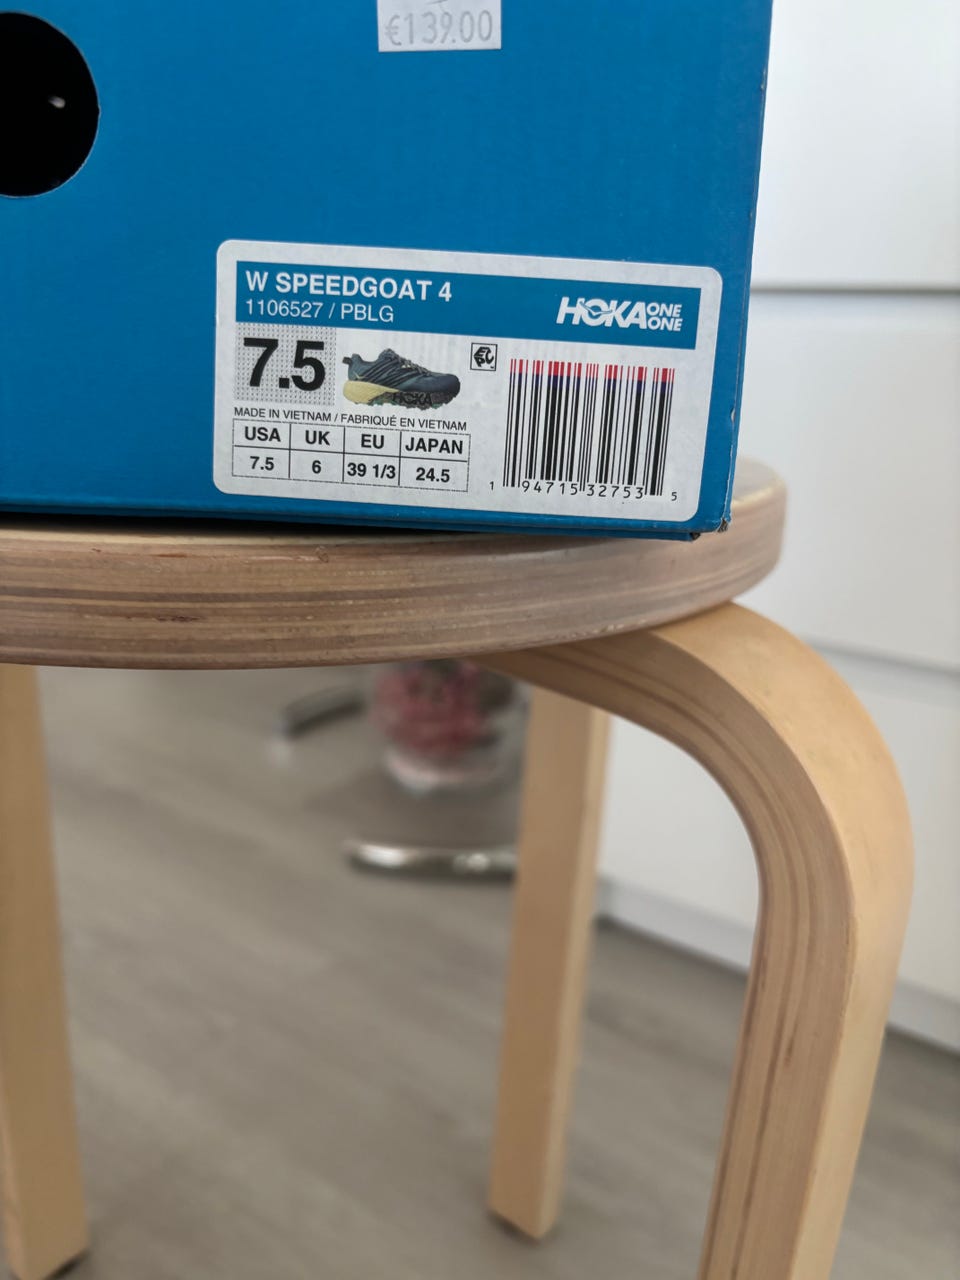 €139.00
W SPEEDGOAT 4
1106527 / PBLG
HOKA ONE ONE
7.5
HOKA
MADE IN VIETNAM / FABRIQUÉ EN VIETNAM
USA UK EU JAPAN
7.5 6 39 1/3 24.5
1 94715 32753 5